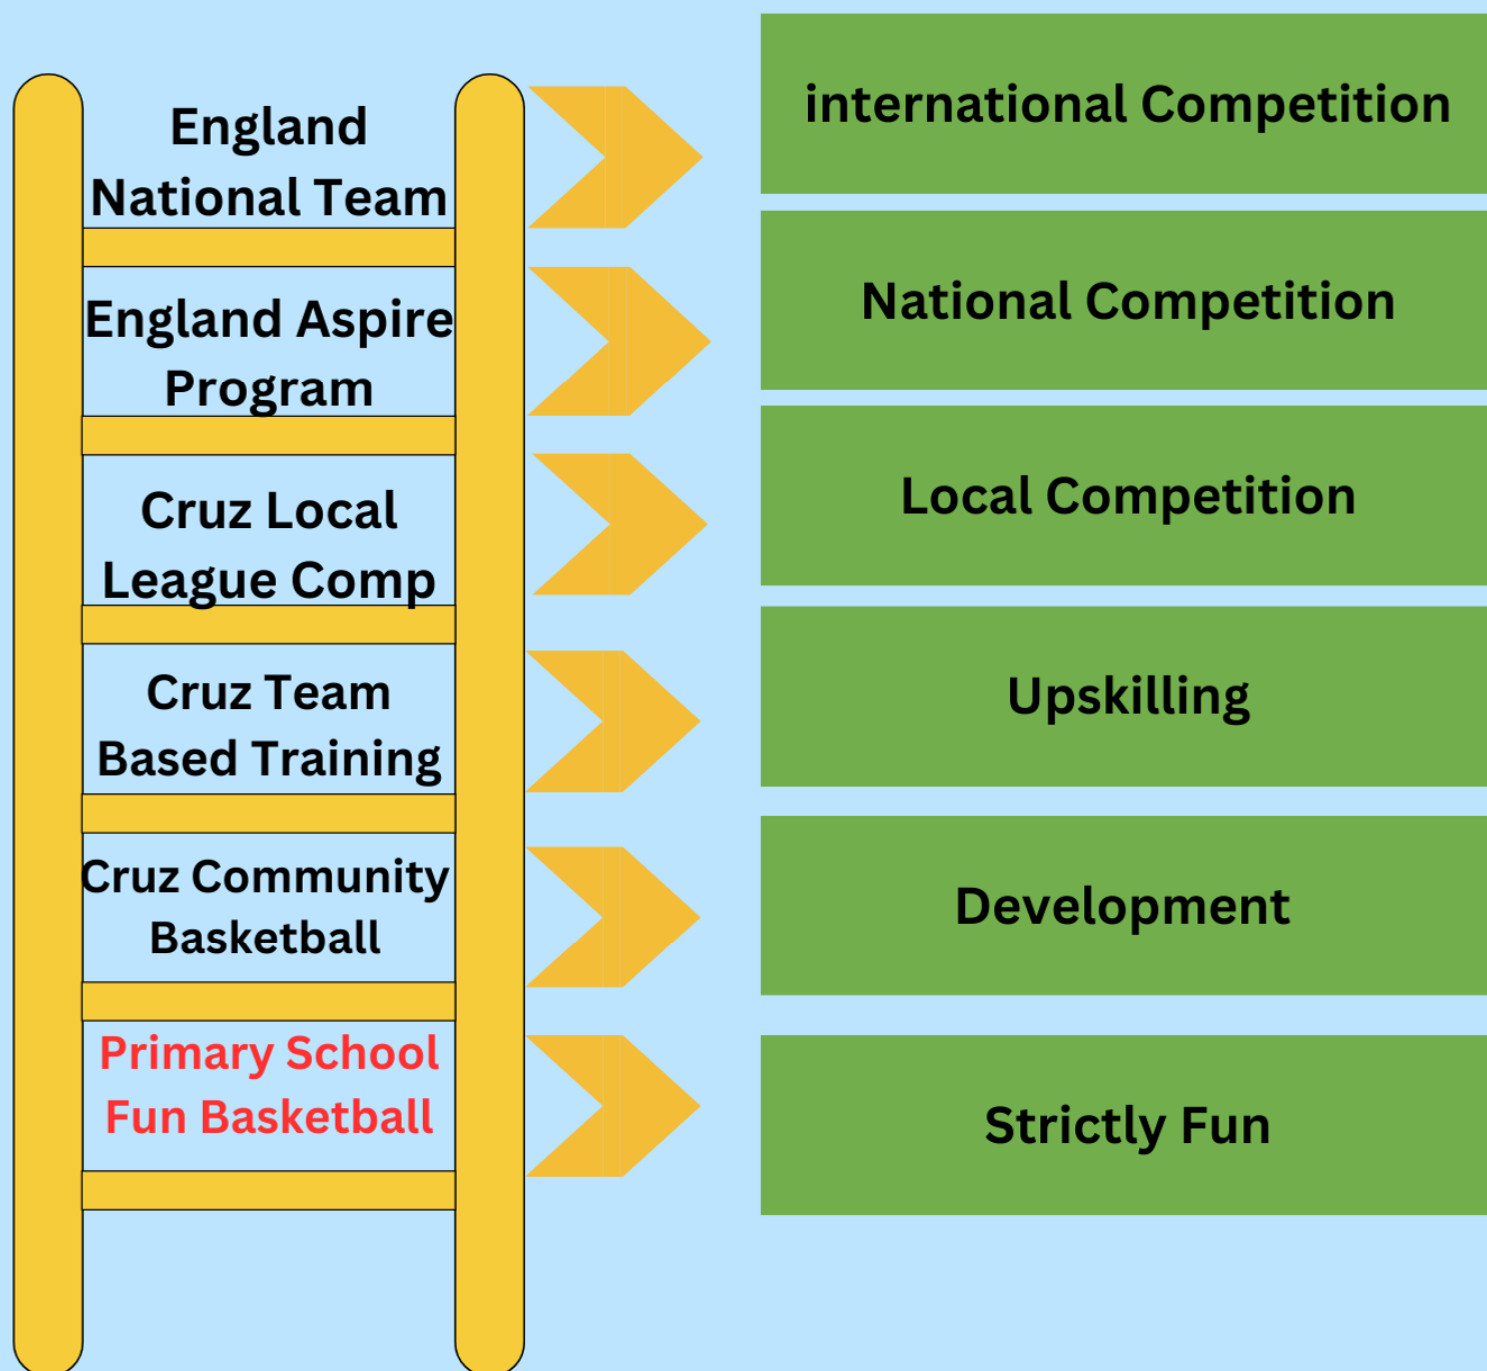 England
National Team
international Competition
England Aspire
Program
National Competition
Cruz Local
League Comp
Local Competition
Cruz Team
Based Training
Upskilling
Cruz Community
Basketball
Development
Primary School
Fun Basketball
Strictly Fun